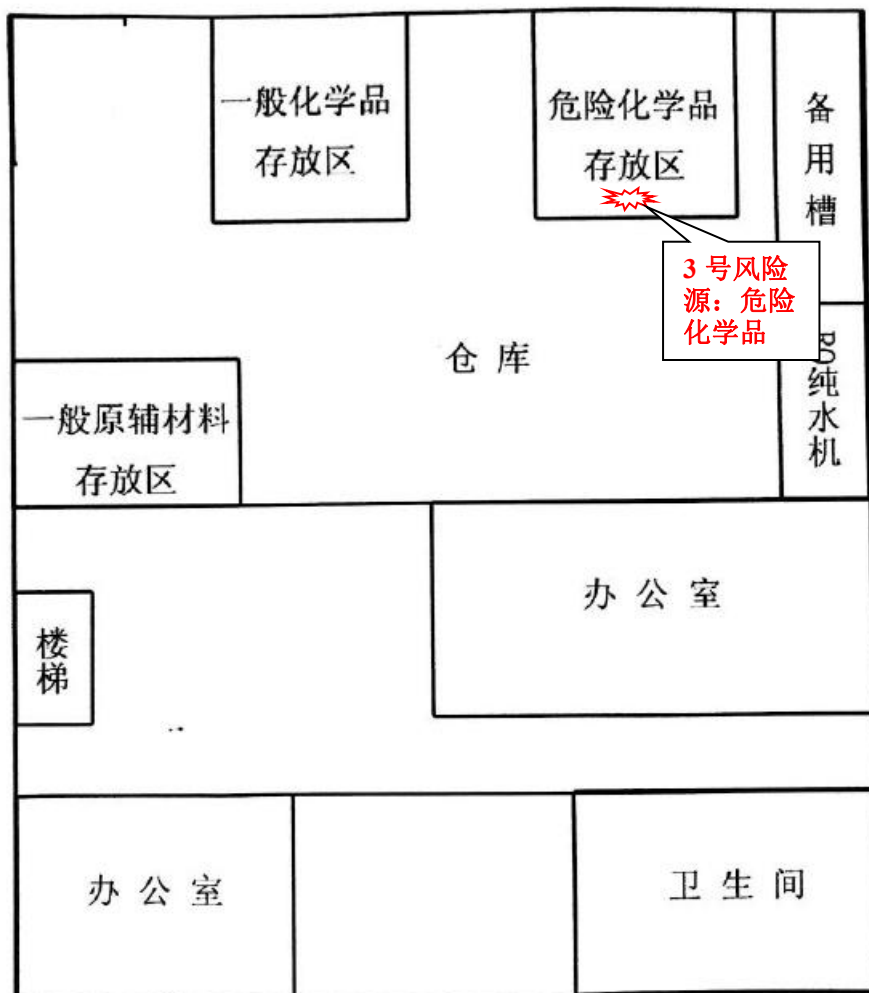 一般化学品
存放区
危险化学品
存放区
备用槽
3 号风险
源：危险
化学品
仓库
RO纯水机
一般原辅材料
存放区
办公室
楼梯
办公室
卫生间